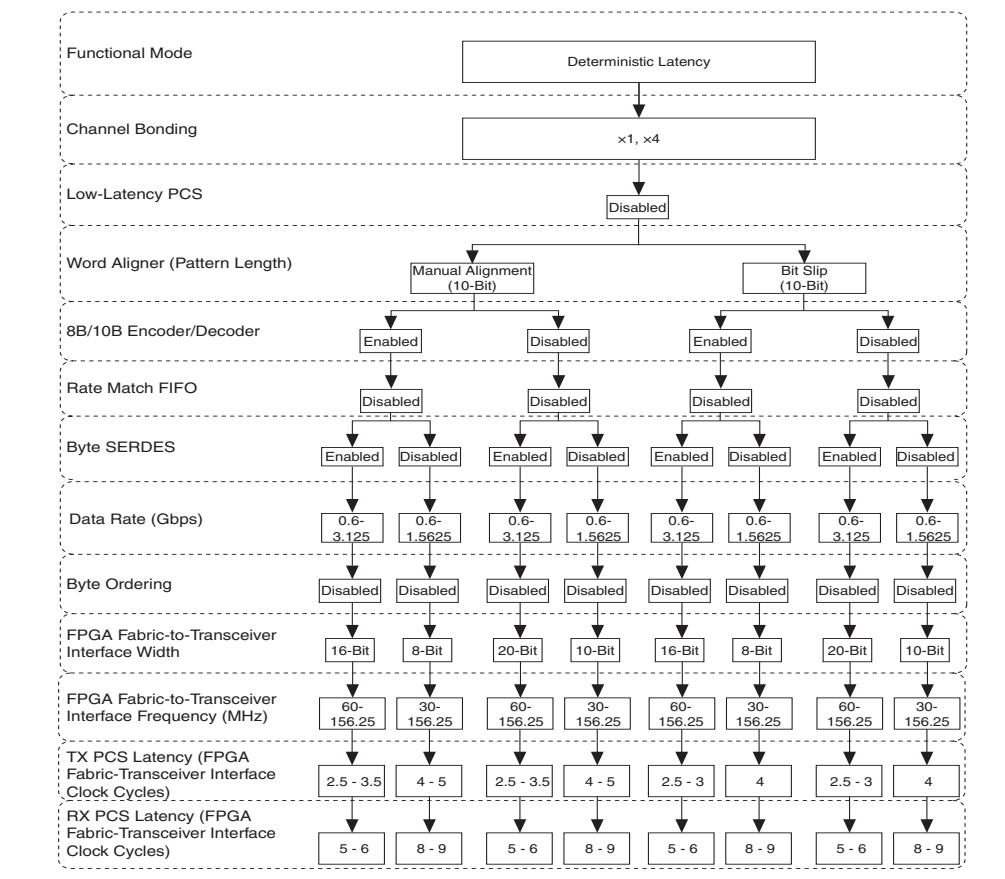 Functional Mode
Deterministic Latency
Channel Bonding
×1, ×4
Low-Latency PCS
Disabled
Word Aligner (Pattern Length)
Manual Alignment
(10-Bit)
Bit Slip
(10-Bit)
8B/10B Encoder/Decoder
Enabled
Disabled
Enabled
Disabled
Rate Match FIFO
Disabled
Disabled
Disabled
Disabled
Byte SERDES
Enabled
Disabled
Enabled
Disabled
Enabled
Disabled
Enabled
Disabled
Data Rate (Gbps)
0.6-
3.125
0.6-
1.5625
0.6-
3.125
0.6-
1.5625
0.6-
3.125
0.6-
1.5625
0.6-
3.125
0.6-
1.5625
Byte Ordering
Disabled
Disabled
Disabled
Disabled
Disabled
Disabled
Disabled
Disabled
FPGA Fabric-to-Transceiver
Interface Width
16-Bit
8-Bit
20-Bit
10-Bit
16-Bit
8-Bit
20-Bit
10-Bit
FPGA Fabric-to-Transceiver
Interface Frequency (MHz)
60-
156.25
30-
156.25
60-
156.25
30-
156.25
60-
156.25
30-
156.25
60-
156.25
30-
156.25
TX PCS Latency (FPGA
Fabric-Transceiver Interface
Clock Cycles)
2.5 - 3.5
4 - 5
2.5 - 3.5
4 - 5
2.5 - 3
4
2.5 - 3
4
RX PCS Latency (FPGA
Fabric-Transceiver Interface
Clock Cycles)
5 - 6
8 - 9
5 - 6
8 - 9
5 - 6
8 - 9
5 - 6
8 - 9